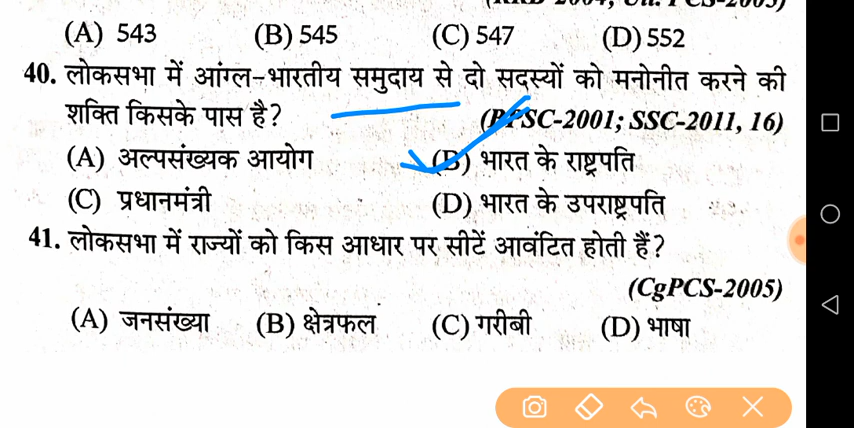 (A) 543 (B) 545 (C) 547 (D) 552
40. लोकसभा में आंग्ल-भारतीय समुदाय से दो सदस्यों को मनोनीत करने की
शक्ति किसके पास है? (BPSC-2001; SSC-2011, 16)
(A) अल्पसंख्यक आयोग (B) भारत के राष्ट्रपति
(C) प्रधानमंत्री (D) भारत के उपराष्ट्रपति
41. लोकसभा में राज्यों को किस आधार पर सीटें आवंटित होती हैं?
(CgPCS-2005)
(A) जनसंख्या (B) क्षेत्रफल (C) गरीबी (D) भाषा